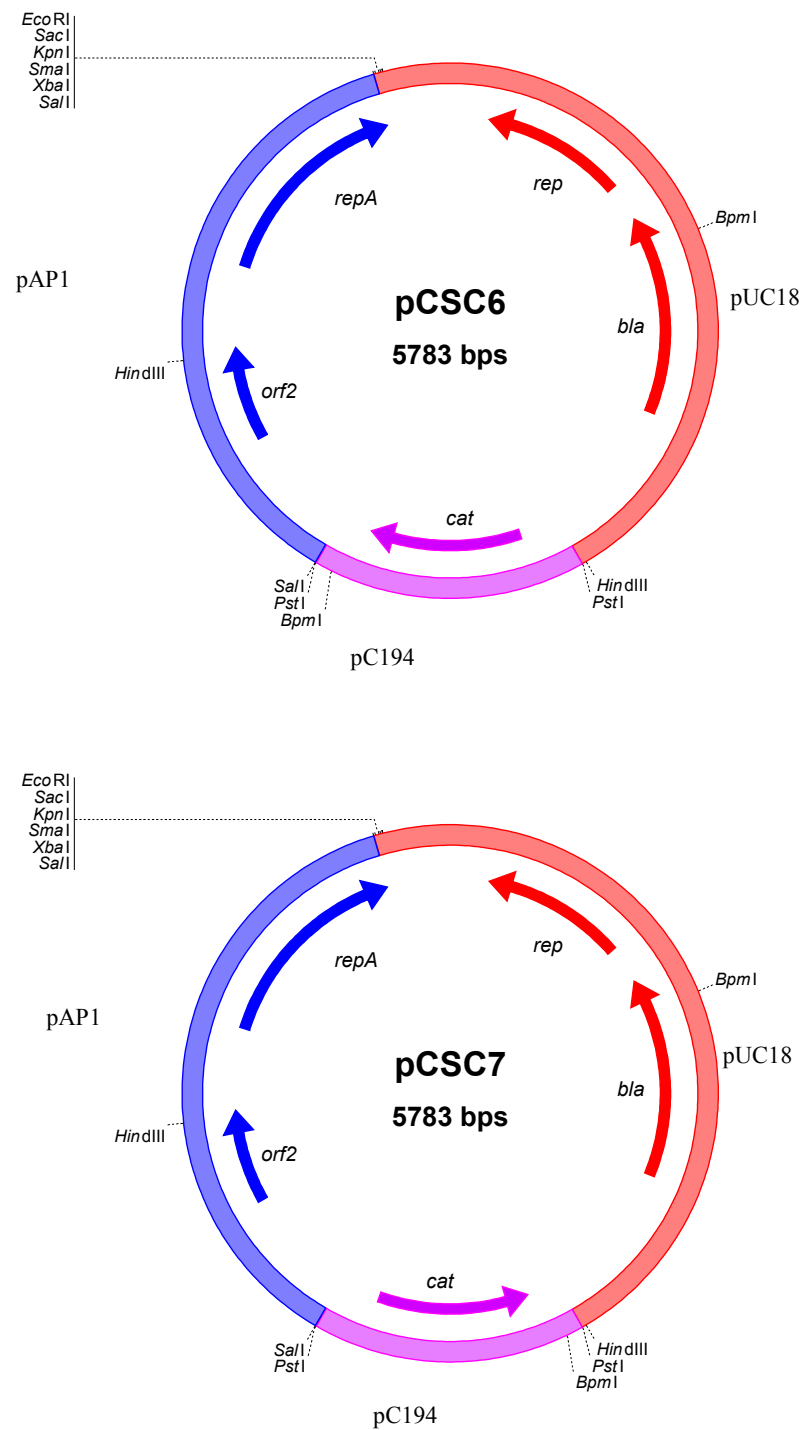 EcoRI
SacI
KpnI
SmaI
XbaI
SalI
repA
rep
BpmI
pAP1
pCSC6
pUC18
5783 bps
bla
HindIII
orf2
cat
SalI
PstI
BpmI
HindIII
PstI
pC194
EcoRI
SacI
KpnI
SmaI
XbaI
SalI
repA
rep
BpmI
pAP1
pCSC7
pUC18
5783 bps
bla
HindIII
orf2
cat
SalI
PstI
HindIII
PstI
BpmI
pC194